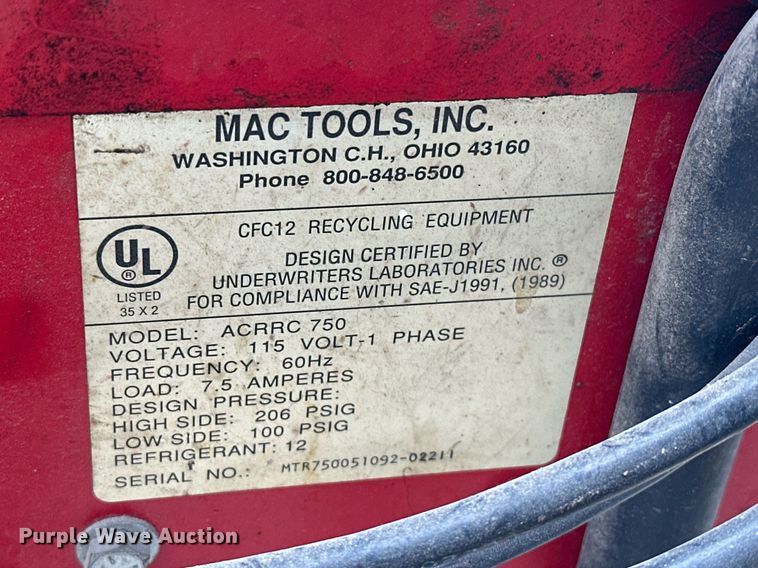 MAC TOOLS, INC.
WASHINGTON C.H., OHIO 43160
Phone 800-848-6500
CFC12 RECYCLING EQUIPMENT
UL
®
LISTED
35 X 2
DESIGN CERTIFIED BY
UNDERWRITERS LABORATORIES INC. ®
FOR COMPLIANCE WITH SAE-J1991, (1989)
MODEL: ACRRC 750
VOLTAGE: 115 VOLT-1 PHASE
FREQUENCY: 60Hz
LOAD: 7.5 AMPERES
DESIGN PRESSURE:
HIGH SIDE: 206 PSIG
LOW SIDE: 100 PSIG
REFRIGERANT: 12
SERIAL NO.: MTR750051092-02211
Purple Wave Auction